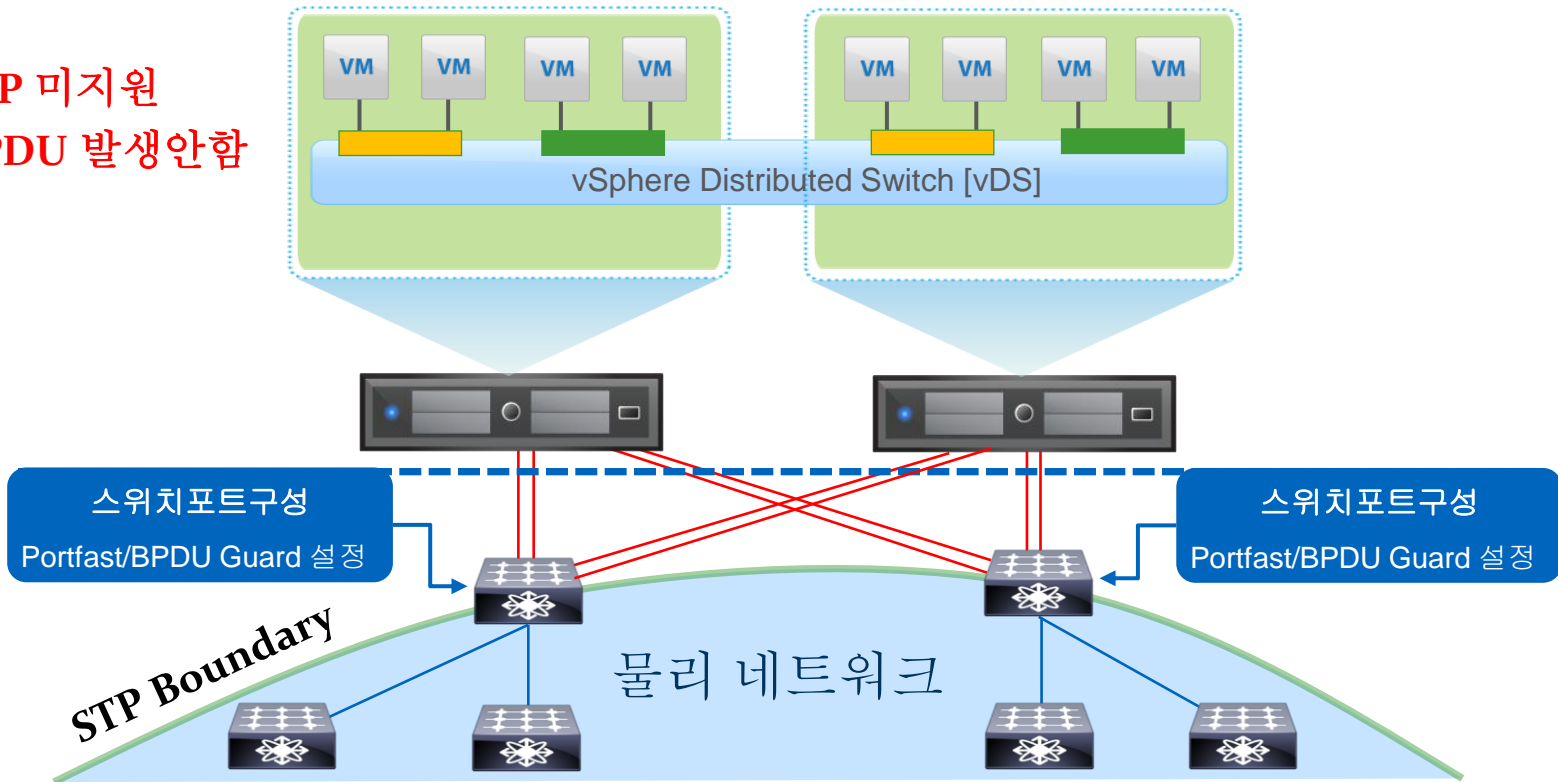 P 미지원
PDU 발생안함
VM VM VM VM
VM VM VM VM
vSphere Distributed Switch [vDS]
스위치포트구성
Portfast/BPDU Guard 설정
스위치포트구성
Portfast/BPDU Guard 설정
STP Boundary
물리 네트워크